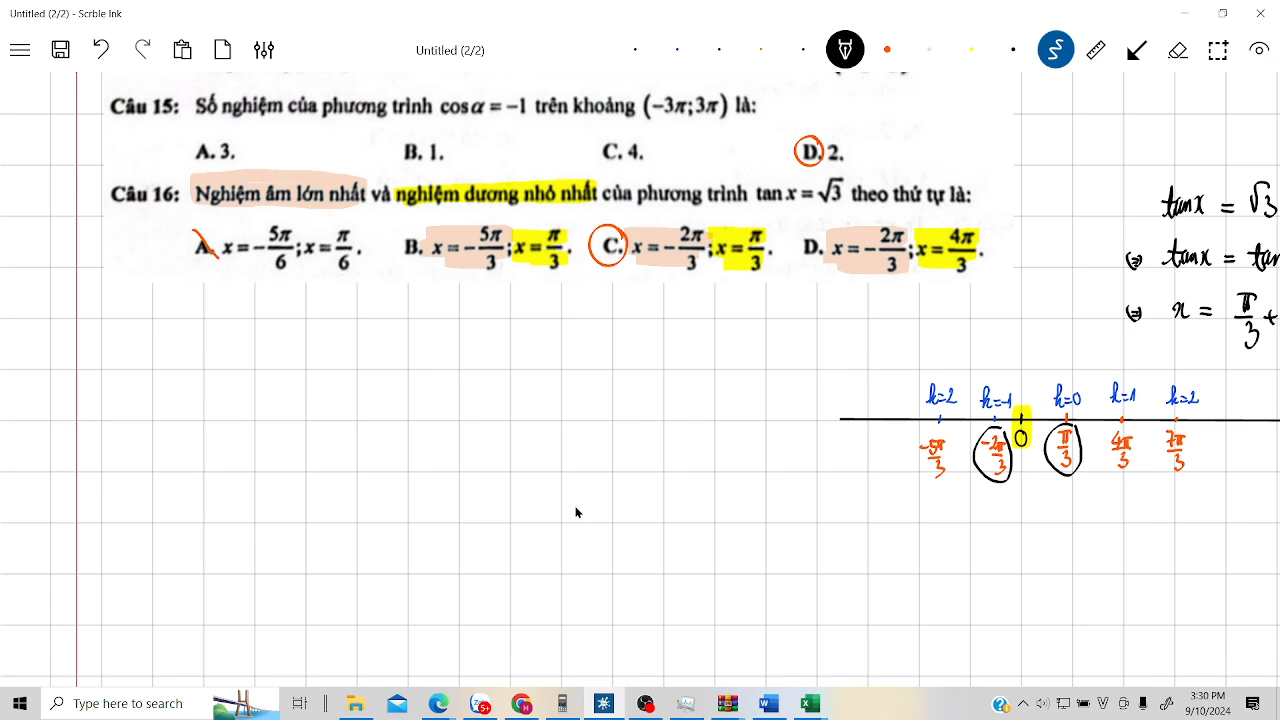 Untitled (2/2) - Scrble Ink
Untitled (2/2)
Câu 15: Số nghiệm của phương trình cos α = −1 trên khoảng (−3π;3π) là:
A. 3. B. 1. C. 4. D. 2.
Câu 16: Nghiệm âm lớn nhất và nghiệm dương nhỏ nhất của phương trình tan x = √3 theo thứ tự là:
A. x = −5π/6; x = π/6. B. x = −5π/3; x = π/3. C. x = −2π/3; x = π/3. D. x = −2π/3; x = 4π/3.
tanx = √3
⇔ tanx = tan
⇔ x = π/3 +
k=2 k=-1 k=0 k=1 k=2
-5π/3 -2π/3 0 π/3 4π/3 7π/3
Type here to search
3:30 PM
9/10/2024